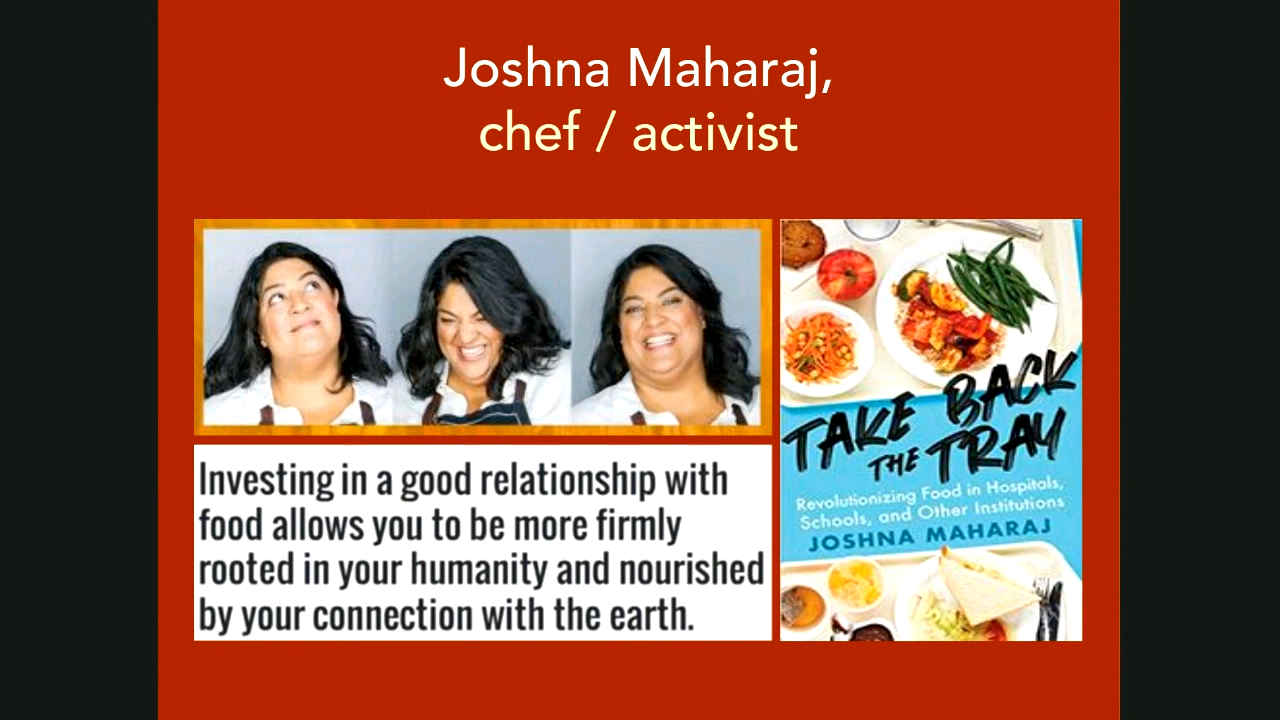 Joshna Maharaj,
chef / activist
Investing in a good relationship with
food allows you to be more firmly
rooted in your humanity and nourished
by your connection with the earth.
TAKE BACK
THE TRAY
Revolutionizing Food in Hospitals,
Schools, and Other Institutions
JOSHNA MAHARAJ